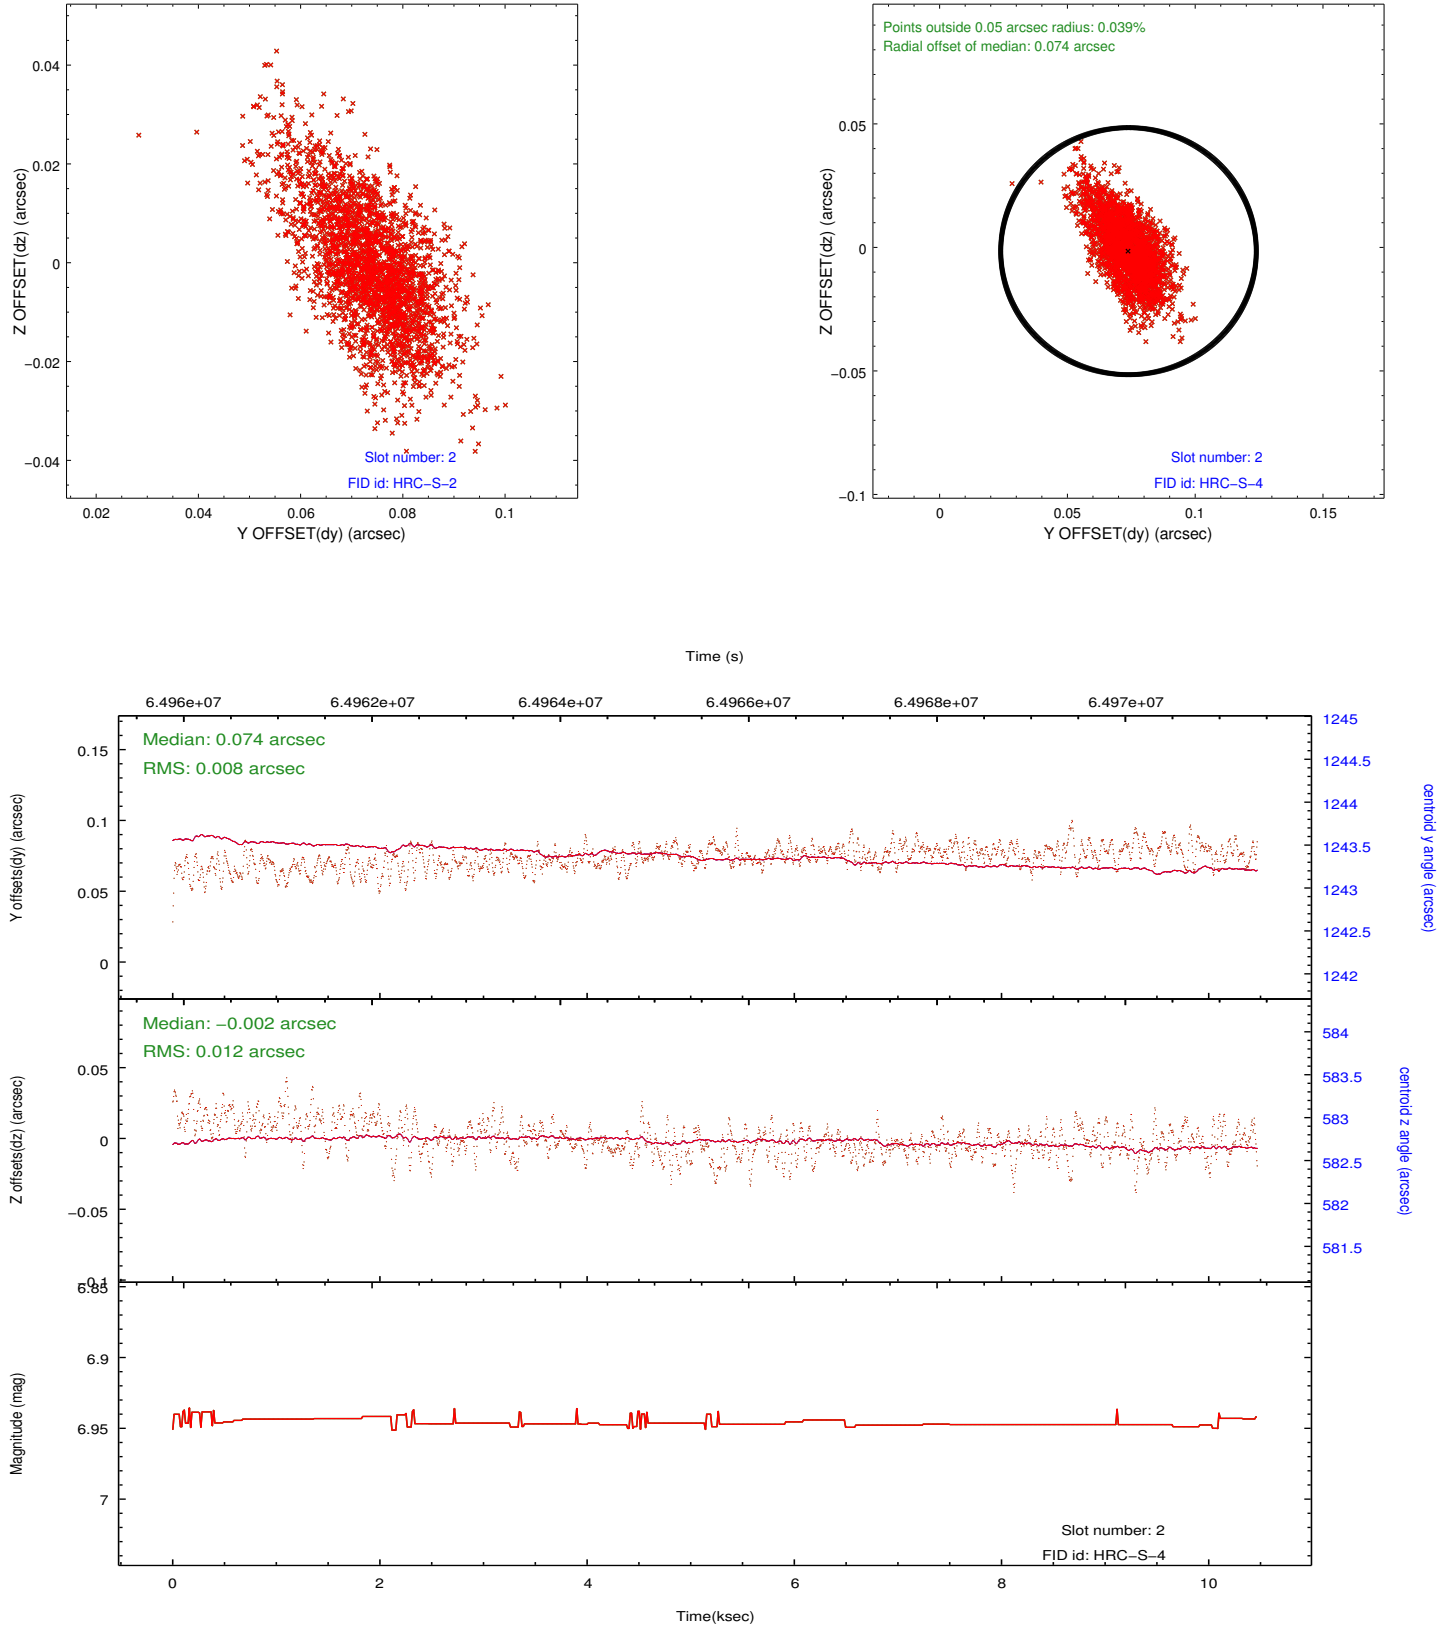 0.04
0.02
0
−0.02
−0.04
Z OFFSET(dz) (arcsec)
Slot number: 2
FID id: HRC−S−2
0.02
0.04
0.06
0.08
0.1
Y OFFSET(dy) (arcsec)
Points outside 0.05 arcsec radius: 0.039%
Radial offset of median: 0.074 arcsec
0.05
0
−0.05
−0.1
Z OFFSET(dz) (arcsec)
Slot number: 2
FID id: HRC−S−4
0
0.05
0.1
0.15
Y OFFSET(dy) (arcsec)
Time (s)
6.496e+07
6.4962e+07
6.4964e+07
6.4966e+07
6.4968e+07
6.497e+07
Median: 0.074 arcsec
RMS: 0.008 arcsec
0.15
0.1
0.05
0
Y offsets(dy) (arcsec)
1245
1244.5
1244
1243.5
1243
1242.5
1242
centroid y angle (arcsec)
Median: −0.002 arcsec
RMS: 0.012 arcsec
0.05
0
−0.05
−0.1
Z offsets(dz) (arcsec)
584
583.5
583
582.5
582
581.5
centroid z angle (arcsec)
6.85
6.9
6.95
7
Magnitude (mag)
Slot number: 2
FID id: HRC−S−4
0
2
4
6
8
10
Time(ksec)